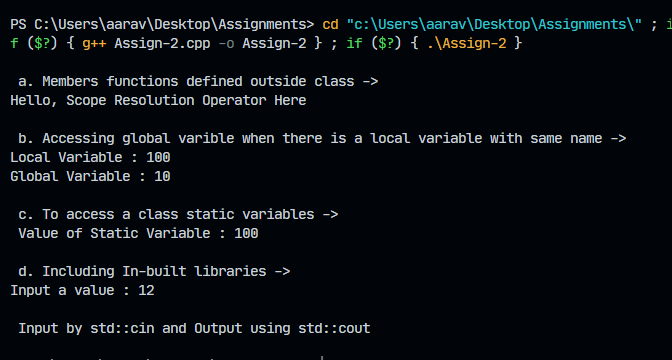 PS C:\Users\aarav\Desktop\Assignments> cd "c:\Users\aarav\Desktop\Assignments\" ; i
f ($?) { g++ Assign-2.cpp -o Assign-2 } ; if ($?) { .\Assign-2 }
a. Members functions defined outside class ->
Hello, Scope Resolution Operator Here
b. Accessing global varible when there is a local variable with same name ->
Local Variable : 100
Global Variable : 10
c. To access a class static variables ->
Value of Static Variable : 100
d. Including In-built libraries ->
Input a value : 12
Input by std::cin and Output using std::cout